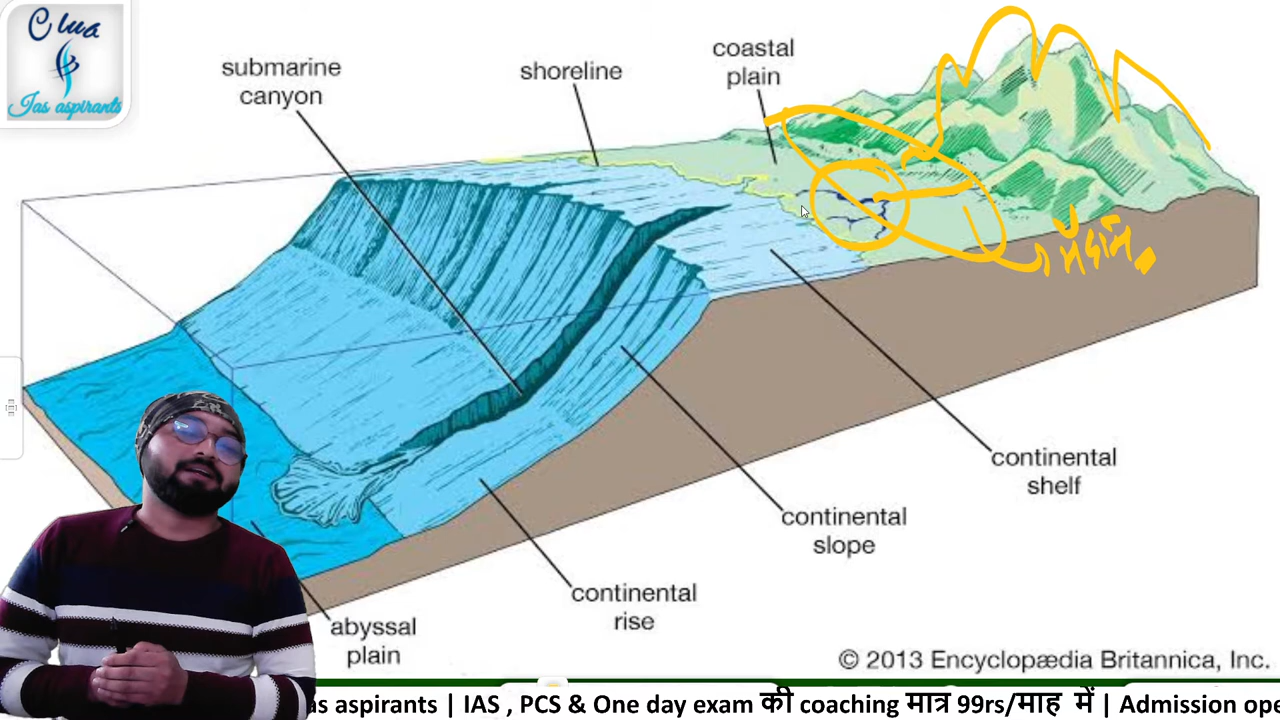 C lua
Ias aspirants
submarine
canyon
shoreline
coastal
plain
मैदान
continental
shelf
continental
slope
continental
rise
abyssal
plain
© 2013 Encyclopædia Britannica, Inc.
as aspirants | IAS , PCS & One day exam की coaching मात्र 99rs/माह में | Admission ope